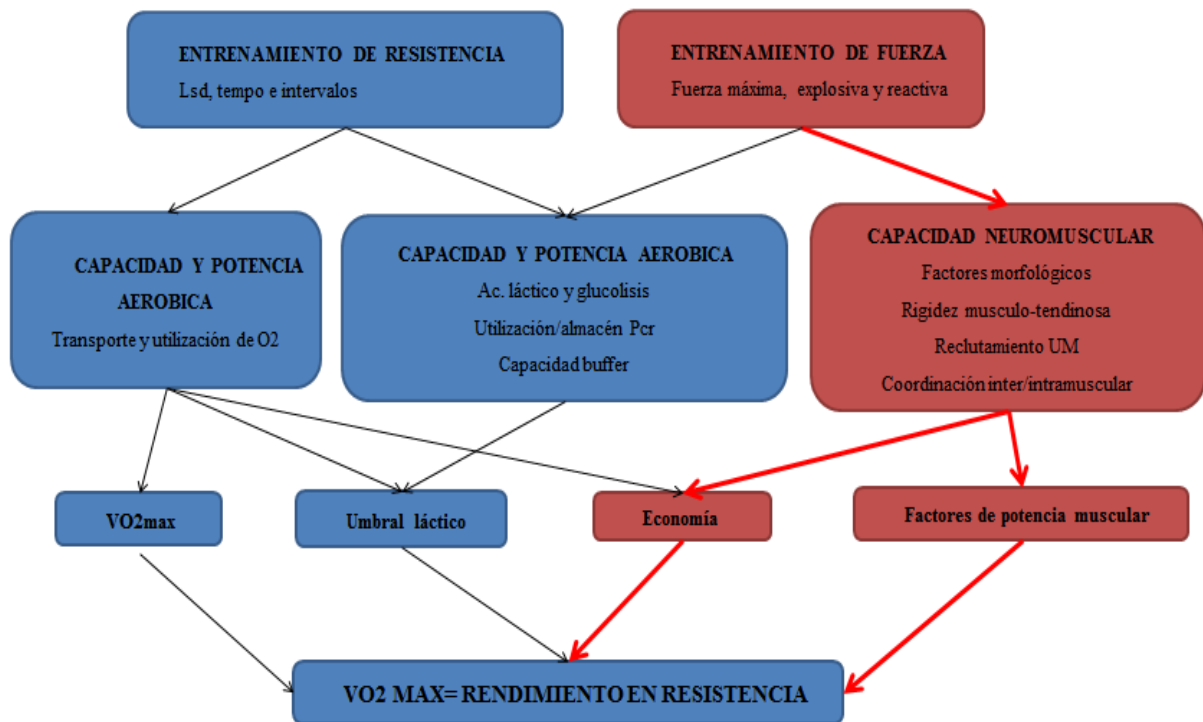 ENTRENAMIENTO DE RESISTENCIA
Lsd, tempo e intervalos
ENTRENAMIENTO DE FUERZA
Fuerza máxima, explosiva y reactiva
CAPACIDAD Y POTENCIA
AEROBICA
Transporte y utilización de O2
CAPACIDAD Y POTENCIA AEROBICA
Ac. láctico y glucolisis
Utilización/almacén Pcr
Capacidad buffer
CAPACIDAD NEUROMUSCULAR
Factores morfológicos
Rigidez musculo-tendinosa
Reclutamiento UM
Coordinación inter/intramuscular
VO2max
Umbral láctico
Economía
Factores de potencia muscular
VO2 MAX= RENDIMIENTO EN RESISTENCIA